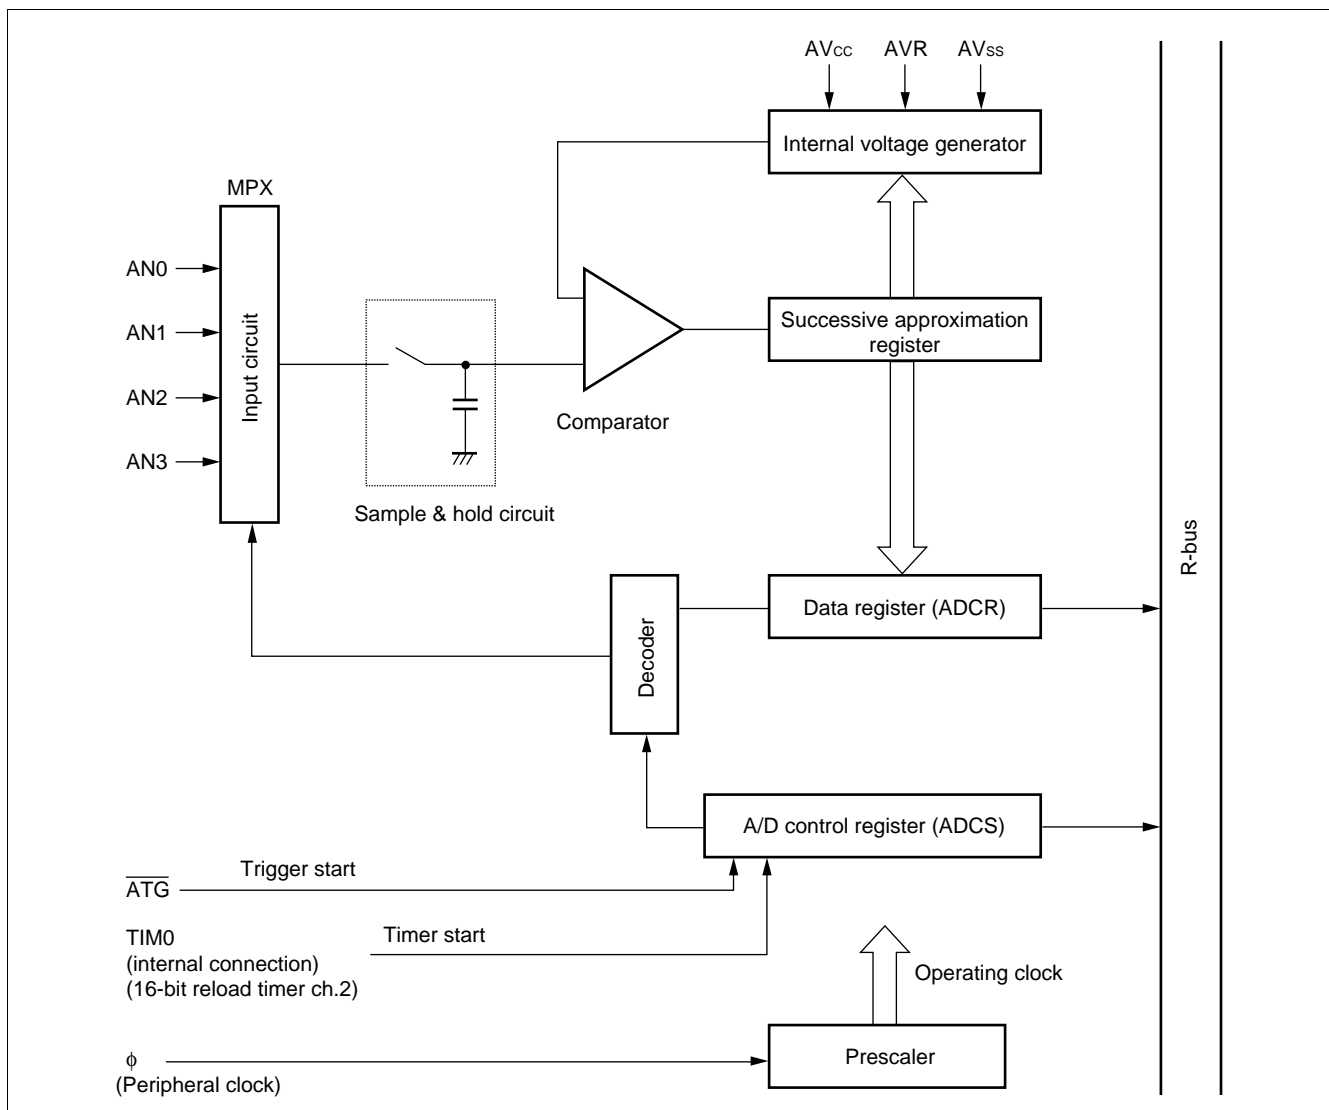 AVCC AVR AVSS
Internal voltage generator
MPX
AN0
AN1
AN2
AN3
Input circuit
Successive approximation
register
Comparator
Sample & hold circuit
R-bus
Data register (ADCR)
Decoder
A/D control register (ADCS)
Trigger start
ATG
TIM0
(internal connection)
(16-bit reload timer ch.2)
Timer start
Operating clock
Prescaler
ϕ
(Peripheral clock)